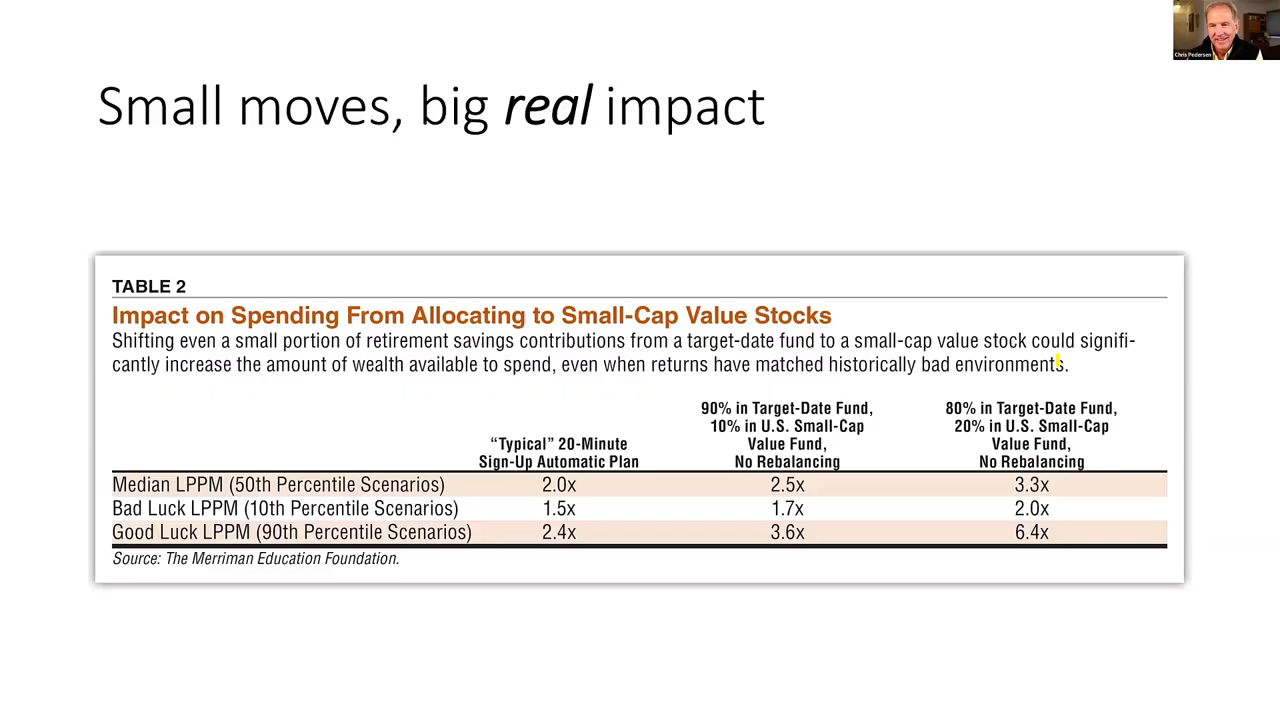 Chris Pedersen
Small moves, big real impact
TABLE 2
Impact on Spending From Allocating to Small-Cap Value Stocks
Shifting even a small portion of retirement savings contributions from a target-date fund to a small-cap value stock could signifi-
cantly increase the amount of wealth available to spend, even when returns have matched historically bad environments.
90% in Target-Date Fund, 80% in Target-Date Fund,
10% in U.S. Small-Cap 20% in U.S. Small-Cap
“Typical” 20-Minute Value Fund, Value Fund,
Sign-Up Automatic Plan No Rebalancing No Rebalancing
Median LPPM (50th Percentile Scenarios) 2.0x 2.5x 3.3x
Bad Luck LPPM (10th Percentile Scenarios) 1.5x 1.7x 2.0x
Good Luck LPPM (90th Percentile Scenarios) 2.4x 3.6x 6.4x
Source: The Merriman Education Foundation.